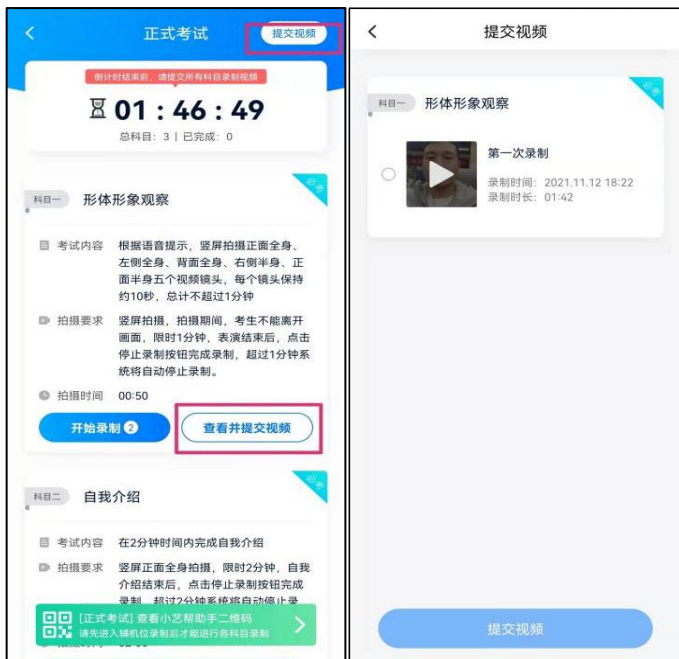 正式考试
提交视频
倒计时结束前，请提交所有科目录制视频
01：46：49
总科目：3 | 已完成：0
必考
科目一 形体形象观察
考试内容 根据语音提示，竖屏拍摄正面全身、
左侧全身、背面全身、右侧半身、正
面半身五个视频镜头，每个镜头保持
约10秒，总计不超过1分钟
拍摄要求 竖屏拍摄，拍摄期间，考生不能离开
画面，限时1分钟，表演结束后，点击
停止录制按钮完成录制，超过1分钟系
统将自动停止录制。
拍摄时间 00:50
开始录制 2
查看并提交视频
必考
科目二 自我介绍
考试内容 在2分钟时间内完成自我介绍
拍摄要求 竖屏正面全身拍摄，限时2分钟，自我
介绍结束后，点击停止录制按钮完成
录制，超过2分钟系统将自动停止录
[正式考试] 查看小艺帮助手二维码
请先进入辅机位录制后才能进行各科目录制
提交视频
必考
科目一 形体形象观察
第一次录制
录制时间：2021.11.12 18:22
录制时长：01:42
提交视频